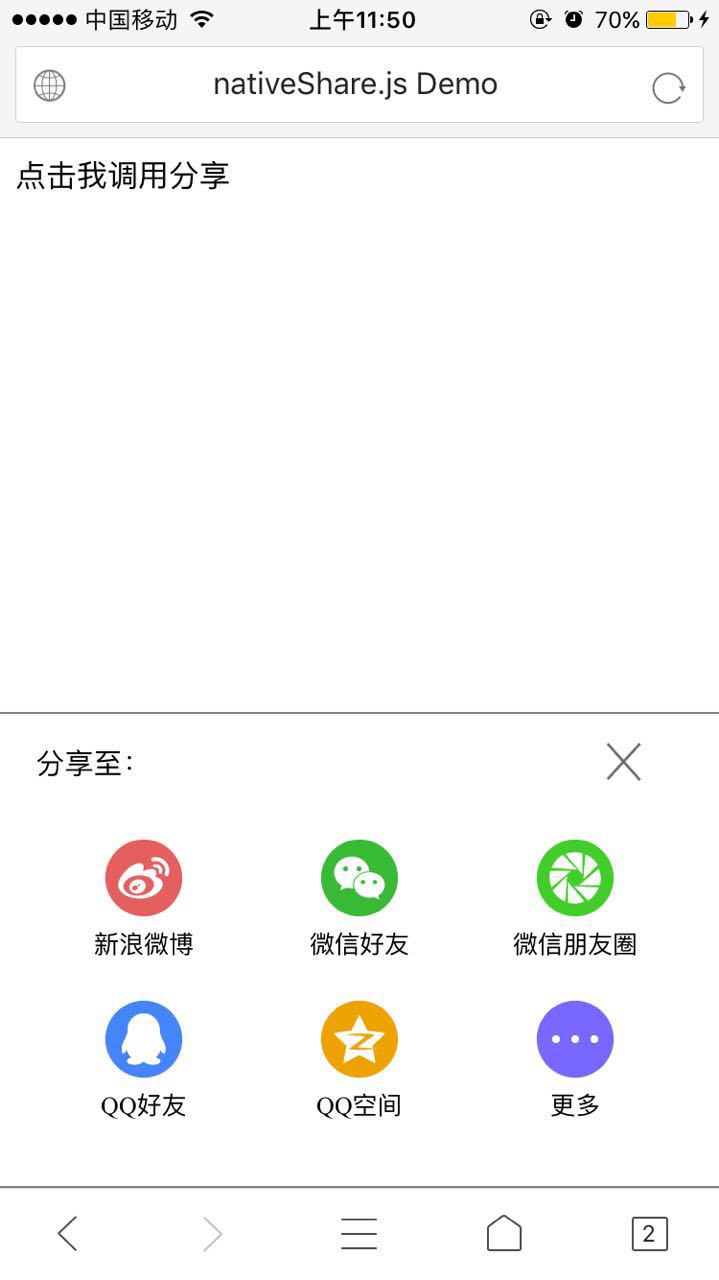 中国移动 上午11:50 70%
nativeShare.js Demo
点击我调用分享
分享至：
新浪微博 微信好友 微信朋友圈
QQ好友 QQ空间 更多
2